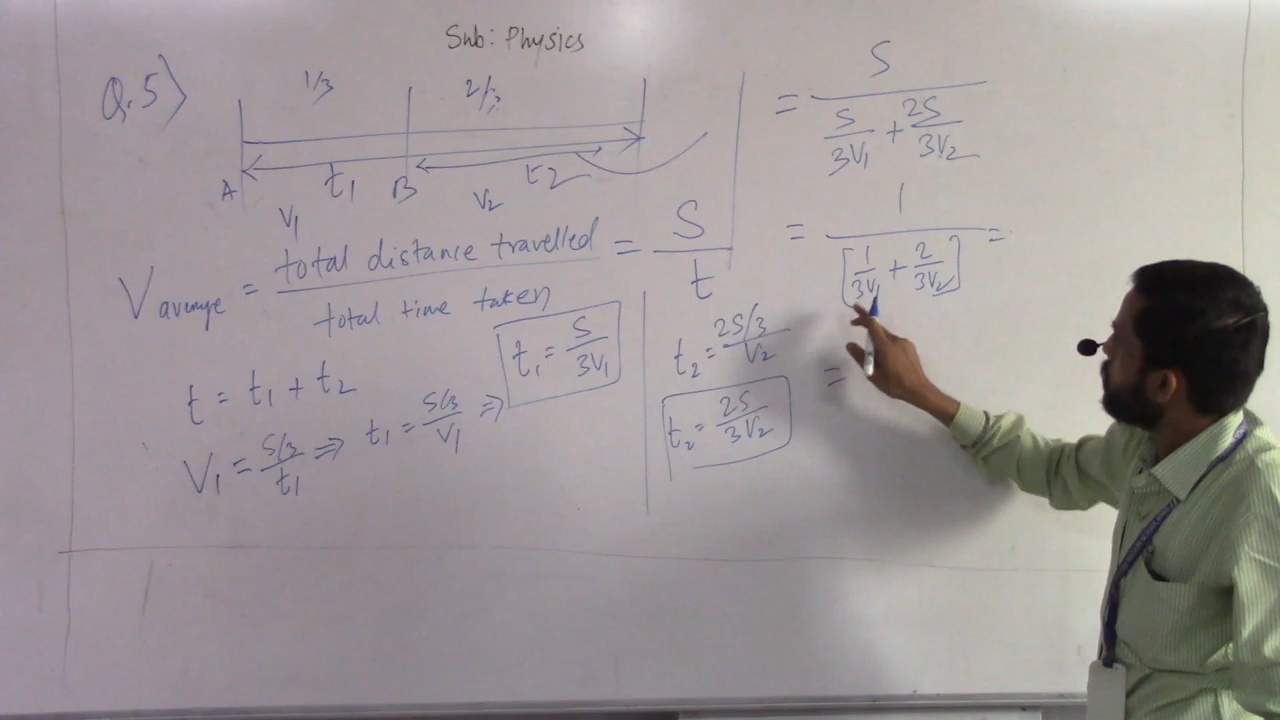 Sub: Physics
Q.5)
1/3 2/3
A t1 B t2
V1 V2
Vaverage = total distance travelled / total time taken = S / t
t = t1 + t2
V1 = S/3 / t1 ⇒ t1 = S/3 / V1 ⇒ t1 = S / 3V1
t2 = 2S/3 / V2
t2 = 2S / 3V2
= S / S/3V1 + 2S/3V2
= 1 / [1/3V1 + 2/3V2] =
=